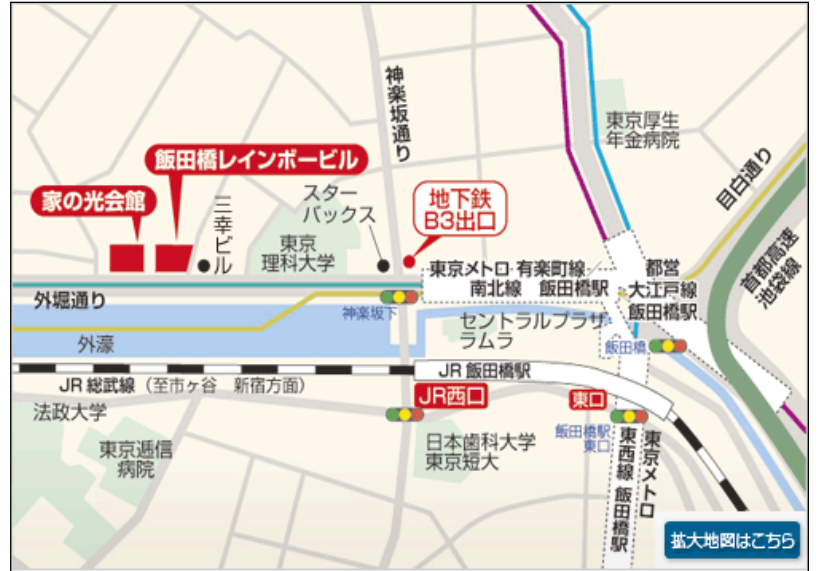 神楽坂通り
東京厚生
年金病院
目白通り
飯田橋レインボービル
家の光会館
三幸ビル
スター
バックス
地下鉄
B3出口
東京
理科大学
首都高速
池袋線
東京メトロ 有楽町線
南北線 飯田橋駅
都営
大江戸線
飯田橋駅
外堀通り
神楽坂下
セントラルプラザ
ラムラ
飯田橋
外濠
JR 飯田橋駅
JR 総武線（至市ヶ谷 新宿方面）
JR西口
東口
法政大学
東京逓信
病院
日本歯科大学
東京短大
飯田橋駅
東口
東京メトロ
東西線 飯田橋駅
拡大地図はこちら